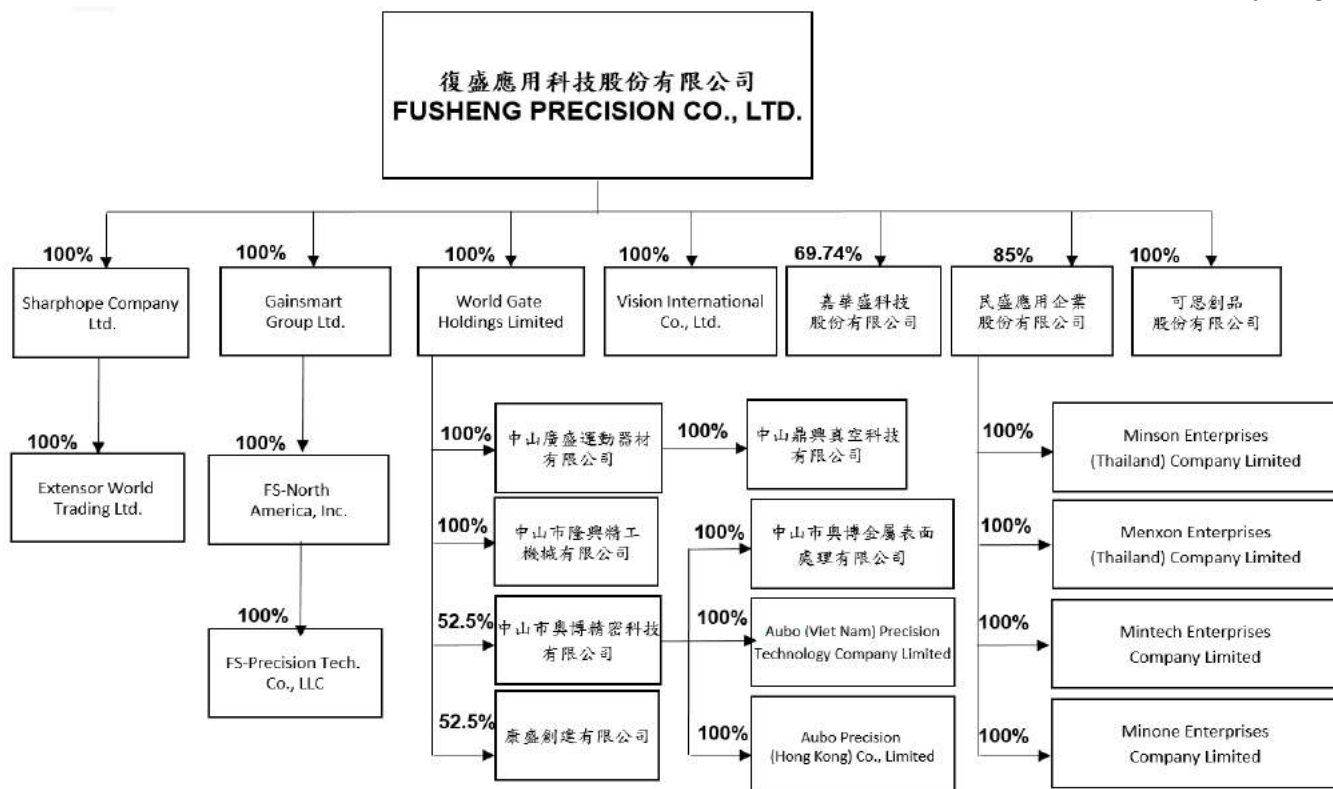 復盛應用科技股份有限公司
FUSHENG PRECISION CO., LTD.
100%
100%
100%
100%
69.74%
85%
100%
Sharphope Company
Ltd.
Gainsmart
Group Ltd.
World Gate
Holdings Limited
Vision International
Co., Ltd.
嘉華盛科技
股份有限公司
民盛應用企業
股份有限公司
可思創品
股份有限公司
100%
Extensor World
Trading Ltd.
100%
FS-North
America, Inc.
100%
FS-Precision Tech.
Co., LLC
100%
中山廣盛運動器材
有限公司
100%
中山鼎興真空科技
有限公司
100%
中山市隆興精工
機械有限公司
52.5%
中山市奧博精密科技
有限公司
52.5%
康盛創建有限公司
100%
中山市奧博金屬表面
處理有限公司
100%
Aubo (Viet Nam) Precision
Technology Company Limited
100%
Aubo Precision
(Hong Kong) Co., Limited
100%
Minson Enterprises
(Thailand) Company Limited
100%
Menxon Enterprises
(Thailand) Company Limited
100%
Mintech Enterprises
Company Limited
100%
Minone Enterprises
Company Limited